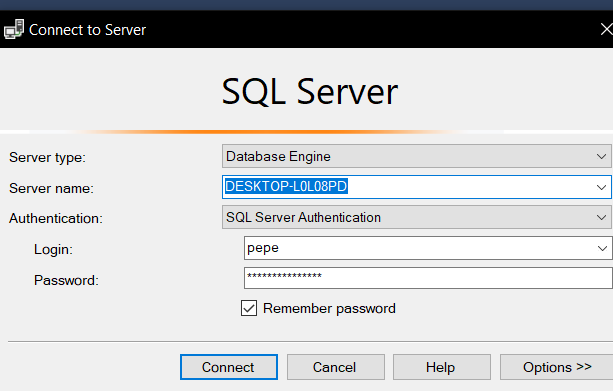 Connect to Server
SQL Server
Server type: Database Engine
Server name: DESKTOP-L0L08PD
Authentication: SQL Server Authentication
Login: pepe
Password: ***************
Remember password
Connect Cancel Help Options >>